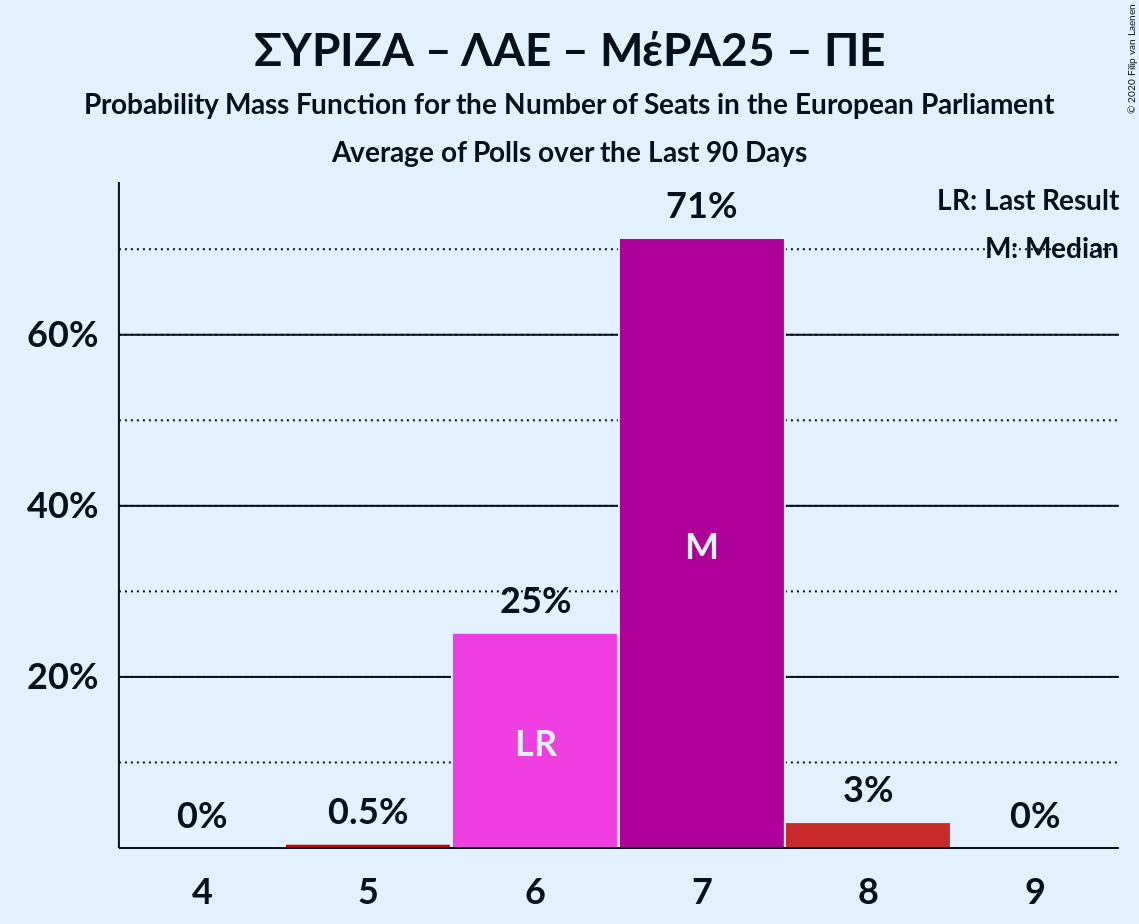 ΣΥΡΙΖΑ – ΛΑΕ – ΜέΡΑ25 – ΠΕ
Probability Mass Function for the Number of Seats in the European Parliament
Average of Polls over the Last 90 Days
© 2020 Filip van Laenen
LR: Last Result
M: Median
71%
60%
40%
M
25%
20%
LR
3%
0.5%
0%
0%
4
5
6
7
8
9